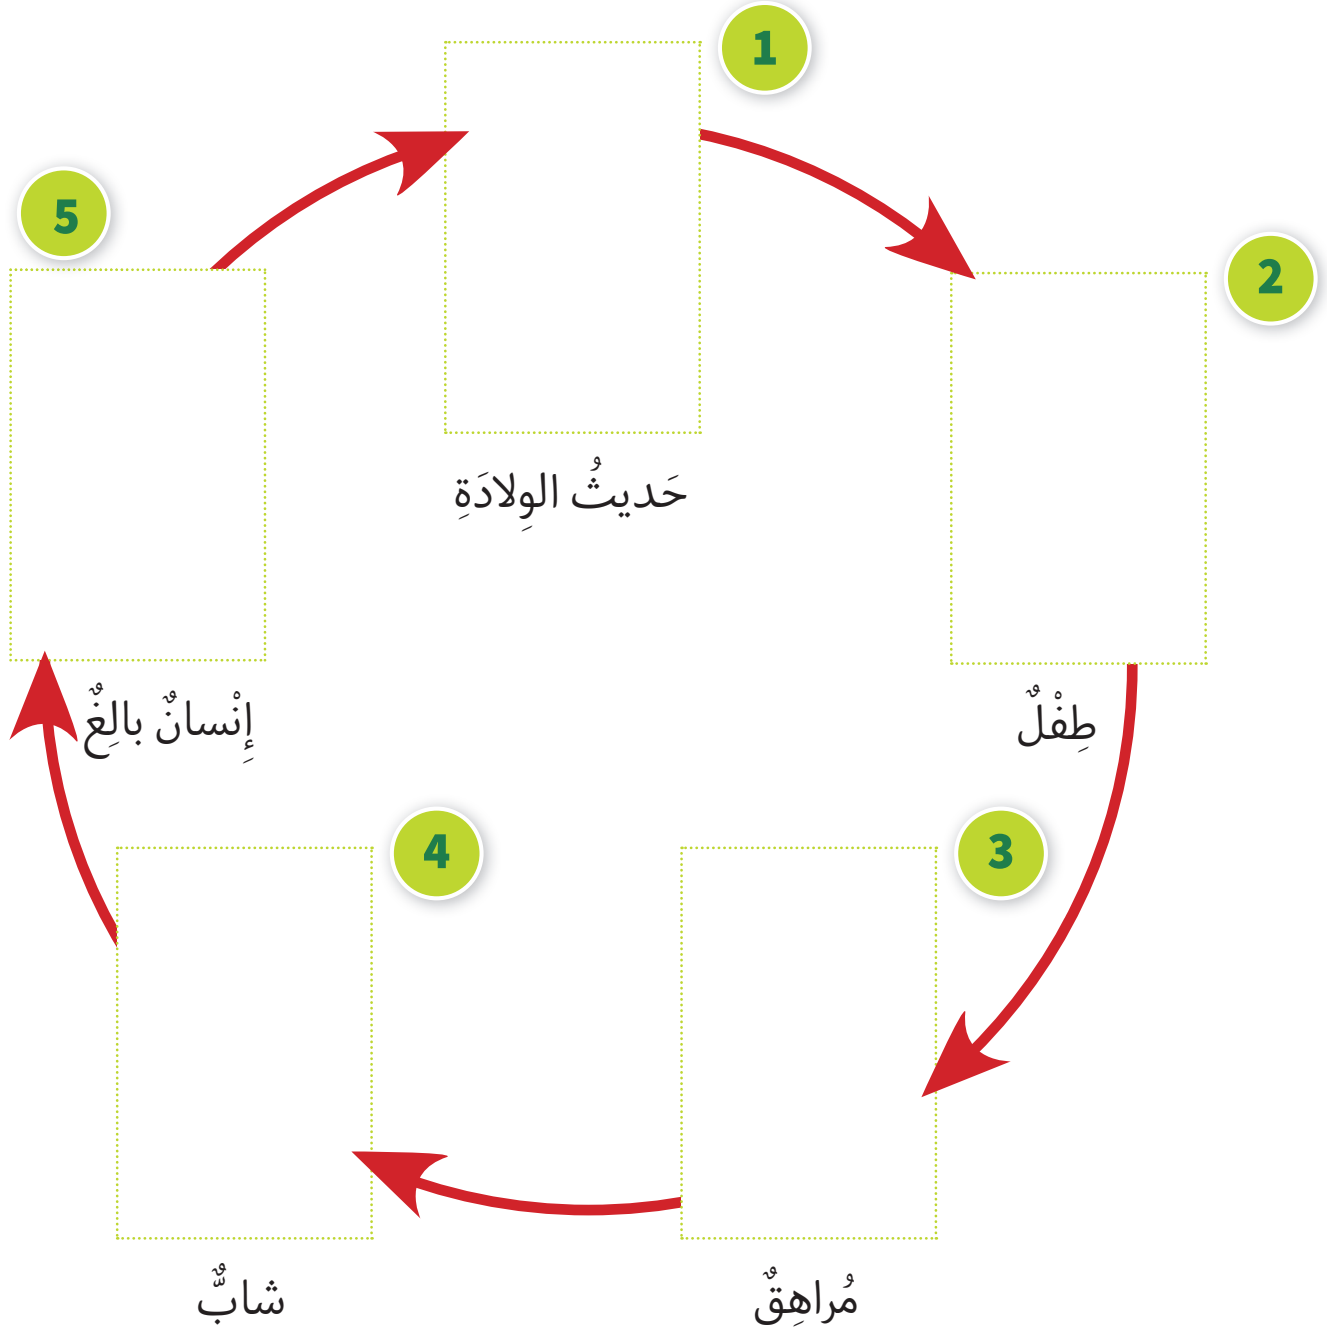 1
حَديثُ الوِلادَةِ
2
طِفْلٌ
3
مُراهِقٌ
4
شابٌّ
5
إِنْسانٌ بالِغٌ